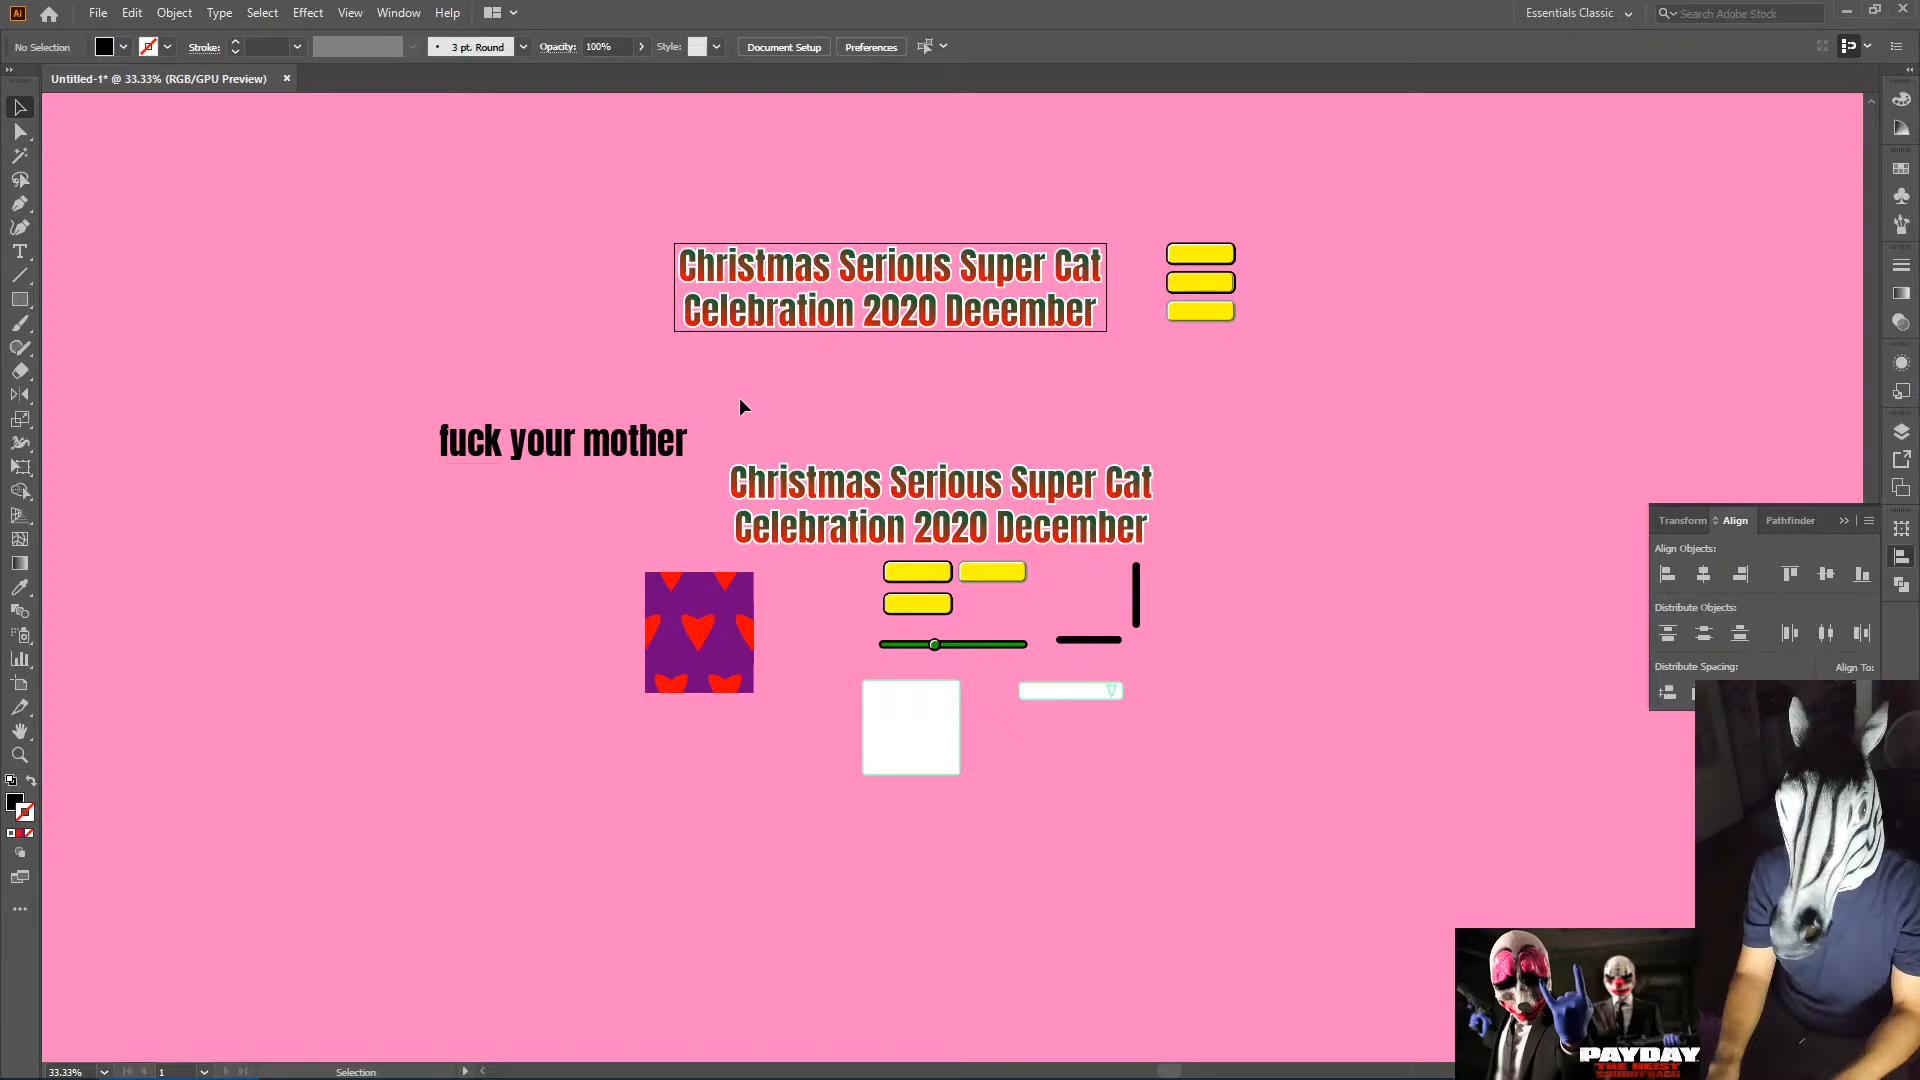 File Edit Object Type Select Effect View Window Help
Essentials Classic
Search Adobe Stock
No Selection
Stroke:
3 pt. Round
Opacity: 100%
Style:
Document Setup
Preferences
Untitled-1* @ 33.33% (RGB/GPU Preview)
Christmas Serious Super Cat
Celebration 2020 December
fuck your mother
Christmas Serious Super Cat
Celebration 2020 December
Transform Align Pathfinder
Align Objects:
Distribute Objects:
Distribute Spacing: Align To:
PAYDAY
THE HEIST
SOUNDTRACK
33.33%
1
Selection